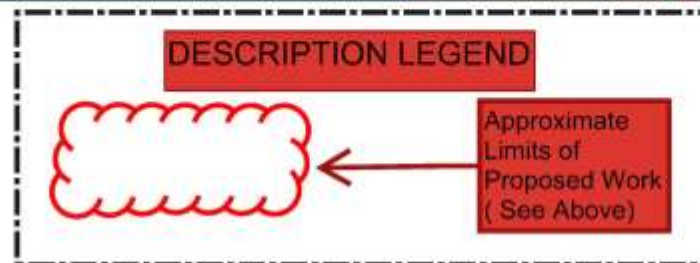 DESCRIPTION LEGEND
Approximate
Limits of
Proposed Work
( See Above)